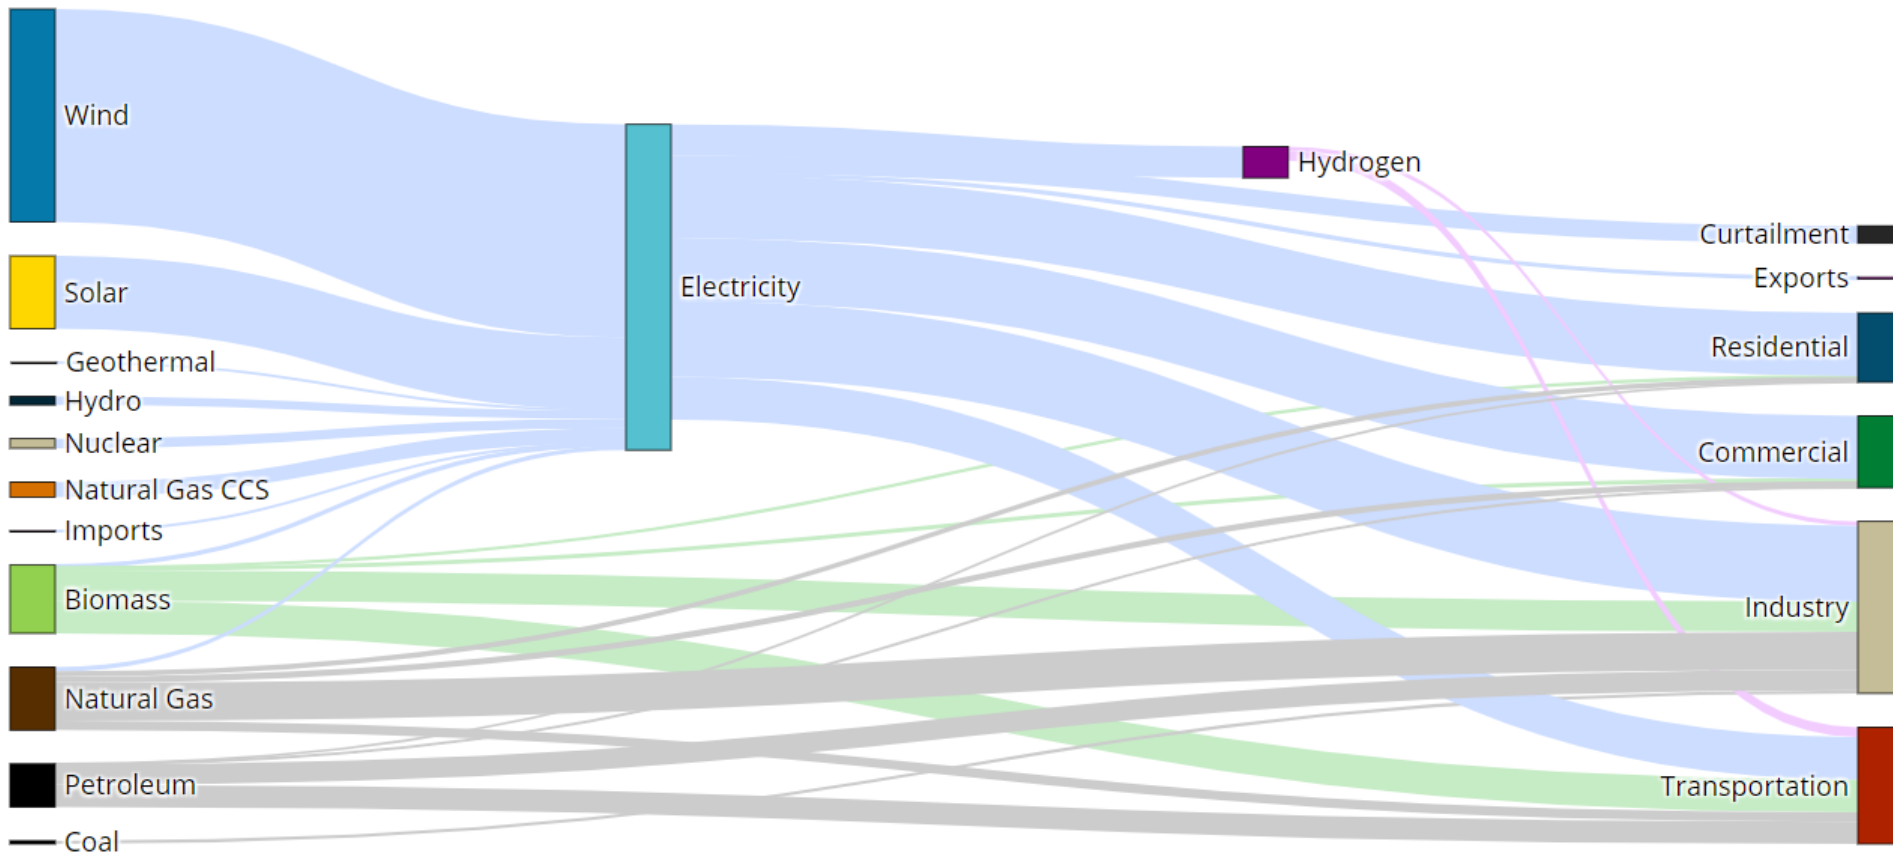 Wind
Solar
Geothermal
Hydro
Nuclear
Natural Gas CCS
Imports
Biomass
Natural Gas
Petroleum
Coal
Electricity
Hydrogen
Curtailment
Exports
Residential
Commercial
Industry
Transportation